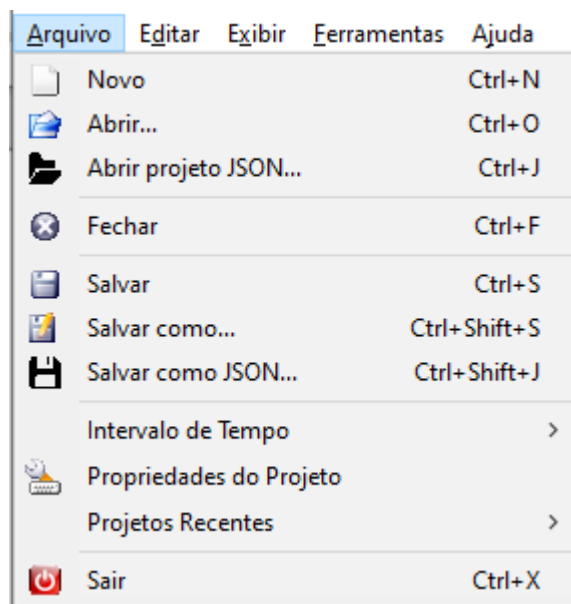 Arquivo Editar Exibir Ferramentas Ajuda
Novo Ctrl+N
Abrir... Ctrl+O
Abrir projeto JSON... Ctrl+J
Fechar Ctrl+F
Salvar Ctrl+S
Salvar como... Ctrl+Shift+S
Salvar como JSON... Ctrl+Shift+J
Intervalo de Tempo
Propriedades do Projeto
Projetos Recentes
Sair Ctrl+X